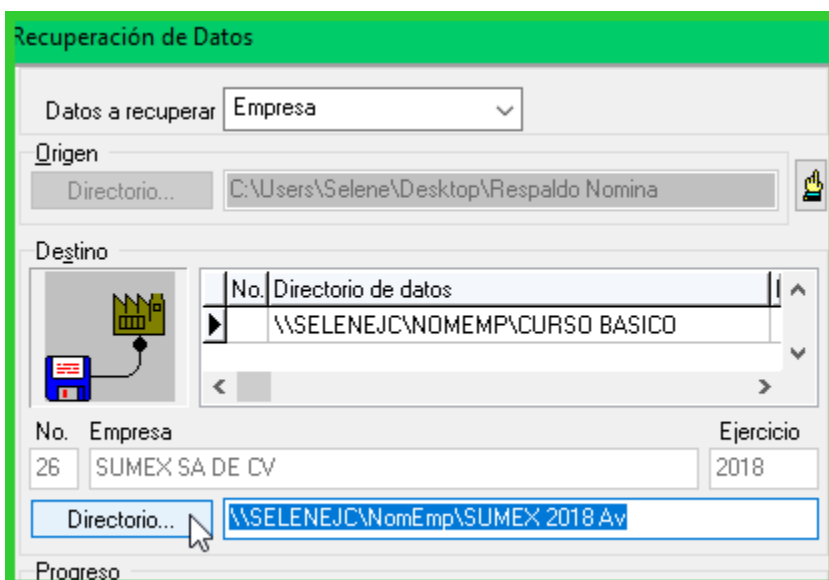 Recuperación de Datos
Datos a recuperar Empresa
Origen
Directorio... C:\Users\Selene\Desktop\Respaldo Nomina
Destino
No. Directorio de datos
\\SELENEJC\NOMEMP\CURSO BASICO
No. Empresa Ejercicio
26 SUMEX SA DE CV 2018
Directorio... \\SELENEJC\NomEmp\SUMEX 2018 Av
Progreso